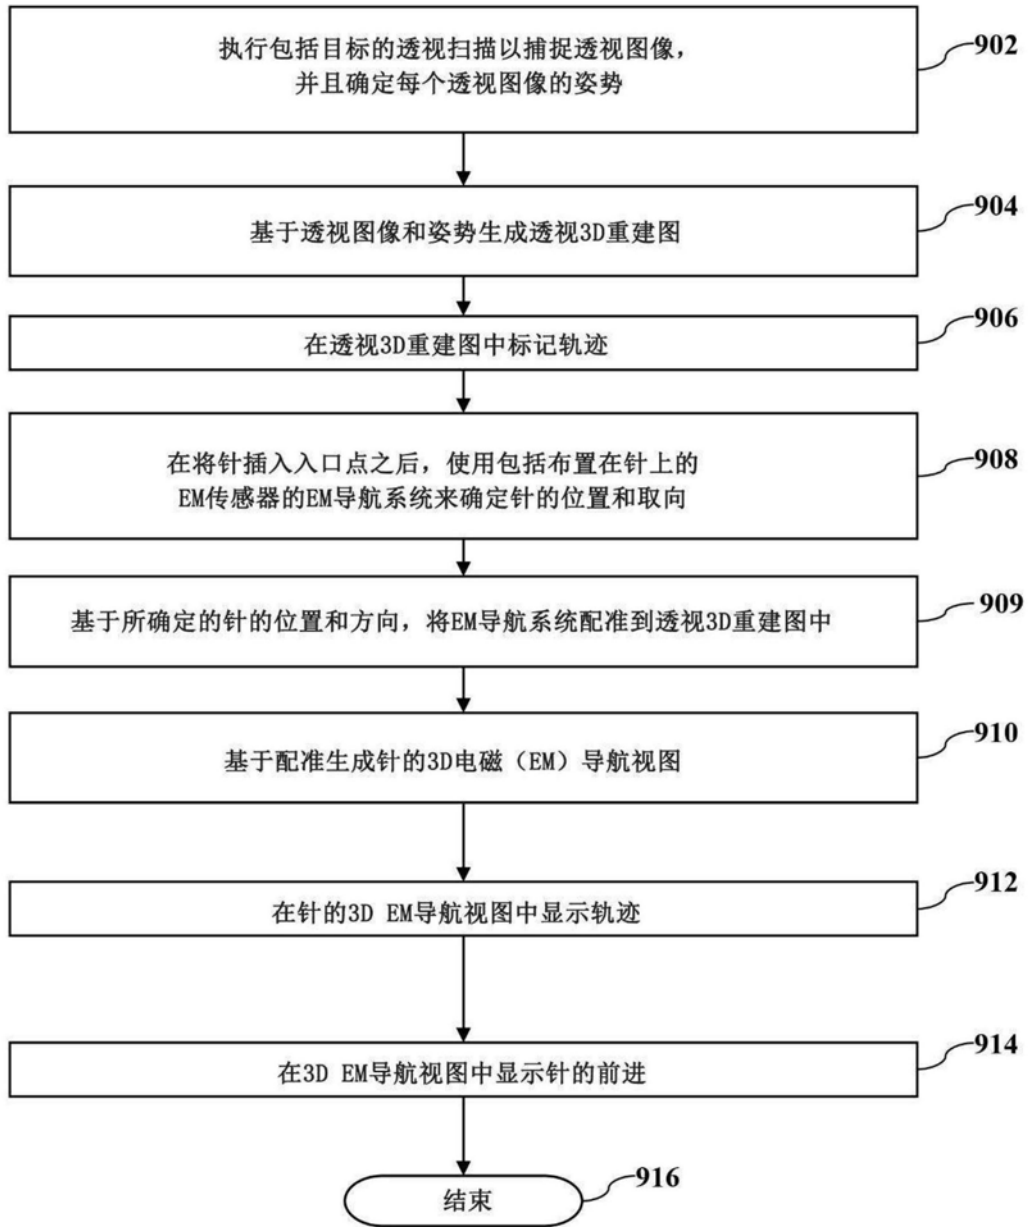 执行包括目标的透视扫描以捕捉透视图像，
并且确定每个透视图像的姿势
902
基于透视图像和姿势生成透视3D重建图
904
在透视3D重建图中标记轨迹
906
在将针插入入口点之后，使用包括布置在针上的
EM传感器的EM导航系统来确定针的位置和取向
908
基于所确定的针的位置和方向，将EM导航系统配准到透视3D重建图中
909
基于配准生成针的3D电磁（EM）导航视图
910
在针的3D EM导航视图中显示轨迹
912
在3D EM导航视图中显示针的前进
914
结束
916